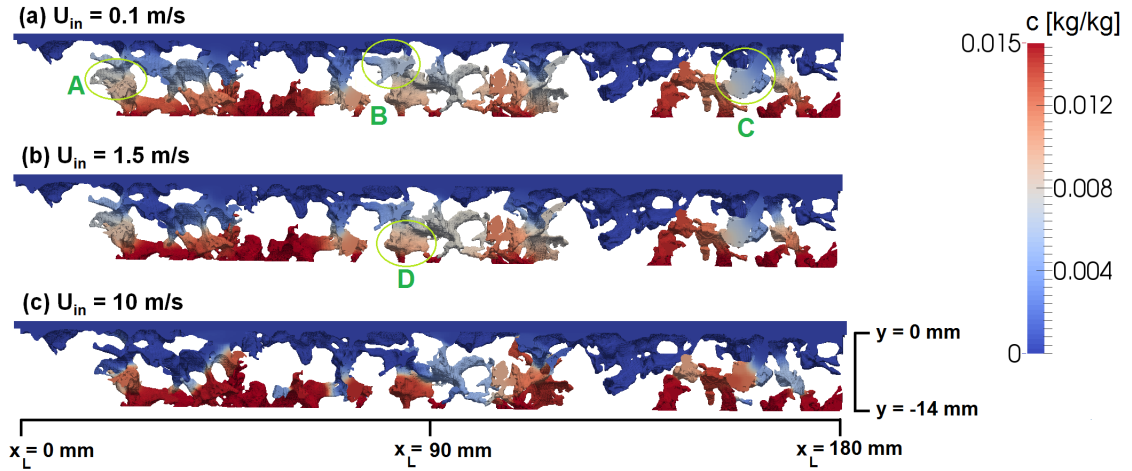 (a) U_in = 0.1 m/s
A
B
C
(b) U_in = 1.5 m/s
D
(c) U_in = 10 m/s
y = 0 mm
y = -14 mm
x_L = 0 mm
x_L = 90 mm
x_L = 180 mm
c [kg/kg]
0.015
0.012
0.008
0.004
0